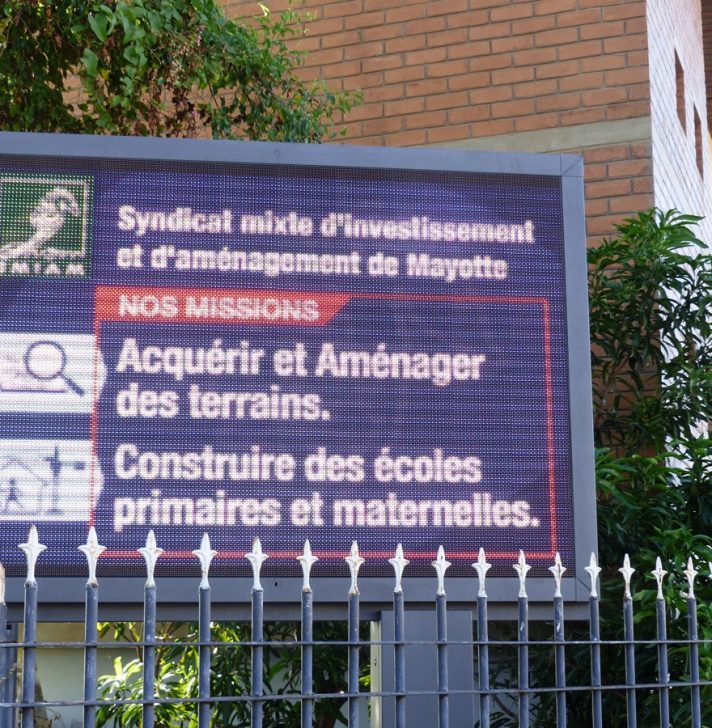 Syndicat mixte d'investissement
et d'aménagement de Mayotte
SMIAM
NOS MISSIONS
Acquérir et Aménager
des terrains.
Construire des écoles
primaires et maternelles.